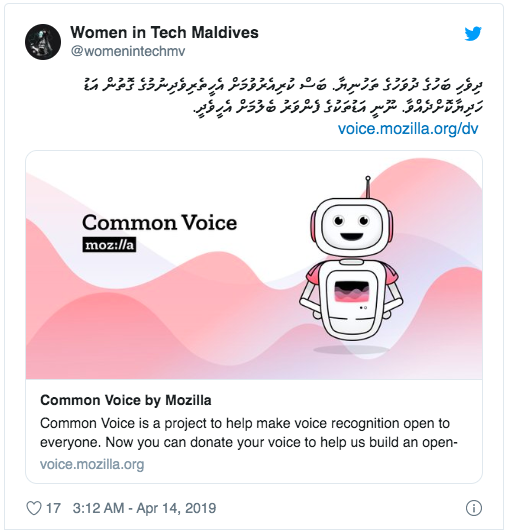 Women in Tech Maldives
@womenintechmv
ދިވެހި ބަހުގެ ދުވަހުގެ ތަހުނިޔާ. ބަސް ކުރިއެރުވުމަށް އެހީތެރިވެދިނުމުގެ ގޮތުން އަޑު
ހަދިޔާކޮށްދެއްވާ. ނޫނީ އަޑުތަކުގެ ފެންވަރު ބެލުމަށް އެހީވެދީ.
voice.mozilla.org/dv
Common Voice
moz://a
Common Voice by Mozilla
Common Voice is a project to help make voice recognition open to
everyone. Now you can donate your voice to help us build an open-
voice.mozilla.org
17 3:12 AM - Apr 14, 2019